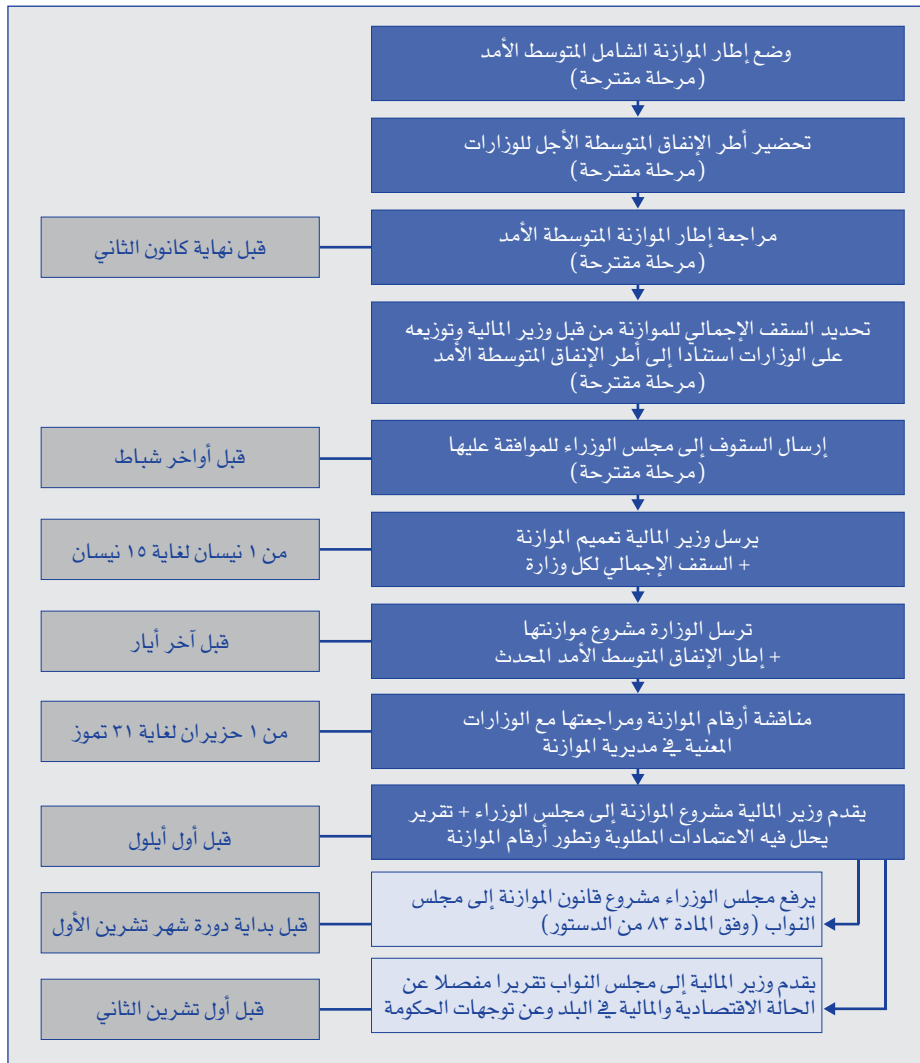 وضع إطار الموازنة الشامل المتوسط الأمد
(مرحلة مقترحة)
تحضير أطر الإنفاق المتوسطة الأجل للوزارات
(مرحلة مقترحة)
مراجعة إطار الموازنة المتوسطة الأمد
(مرحلة مقترحة)
قبل نهاية كانون الثاني
تحديد السقف الإجمالي للموازنة من قبل وزير المالية وتوزيعه
على الوزارات استنادا إلى أطر الإنفاق المتوسطة الأمد
(مرحلة مقترحة)
إرسال السقوف إلى مجلس الوزراء للموافقة عليها
(مرحلة مقترحة)
قبل أواخر شباط
يرسل وزير المالية تعميم الموازنة
+ السقف الإجمالي لكل وزارة
من ١ نيسان لغاية ١٥ نيسان
ترسل الوزارة مشروع موازنتها
+ إطار الإنفاق المتوسط الأمد المحدث
قبل آخر أيار
مناقشة أرقام الموازنة ومراجعتها مع الوزارات
المعنية في مديرية الموازنة
من ١ حزيران لغاية ٣١ تموز
يقدم وزير المالية مشروع الموازنة إلى مجلس الوزراء + تقرير
يحلل فيه الاعتمادات المطلوبة وتطور أرقام الموازنة
قبل أول أيلول
يرفع مجلس الوزراء مشروع قانون الموازنة إلى مجلس
النواب (وفق المادة ٨٣ من الدستور)
قبل بداية دورة شهر تشرين الأول
يقدم وزير المالية إلى مجلس النواب تقريرا مفصلا عن
الحالة الاقتصادية والمالية في البلد وعن توجهات الحكومة
قبل أول تشرين الثاني